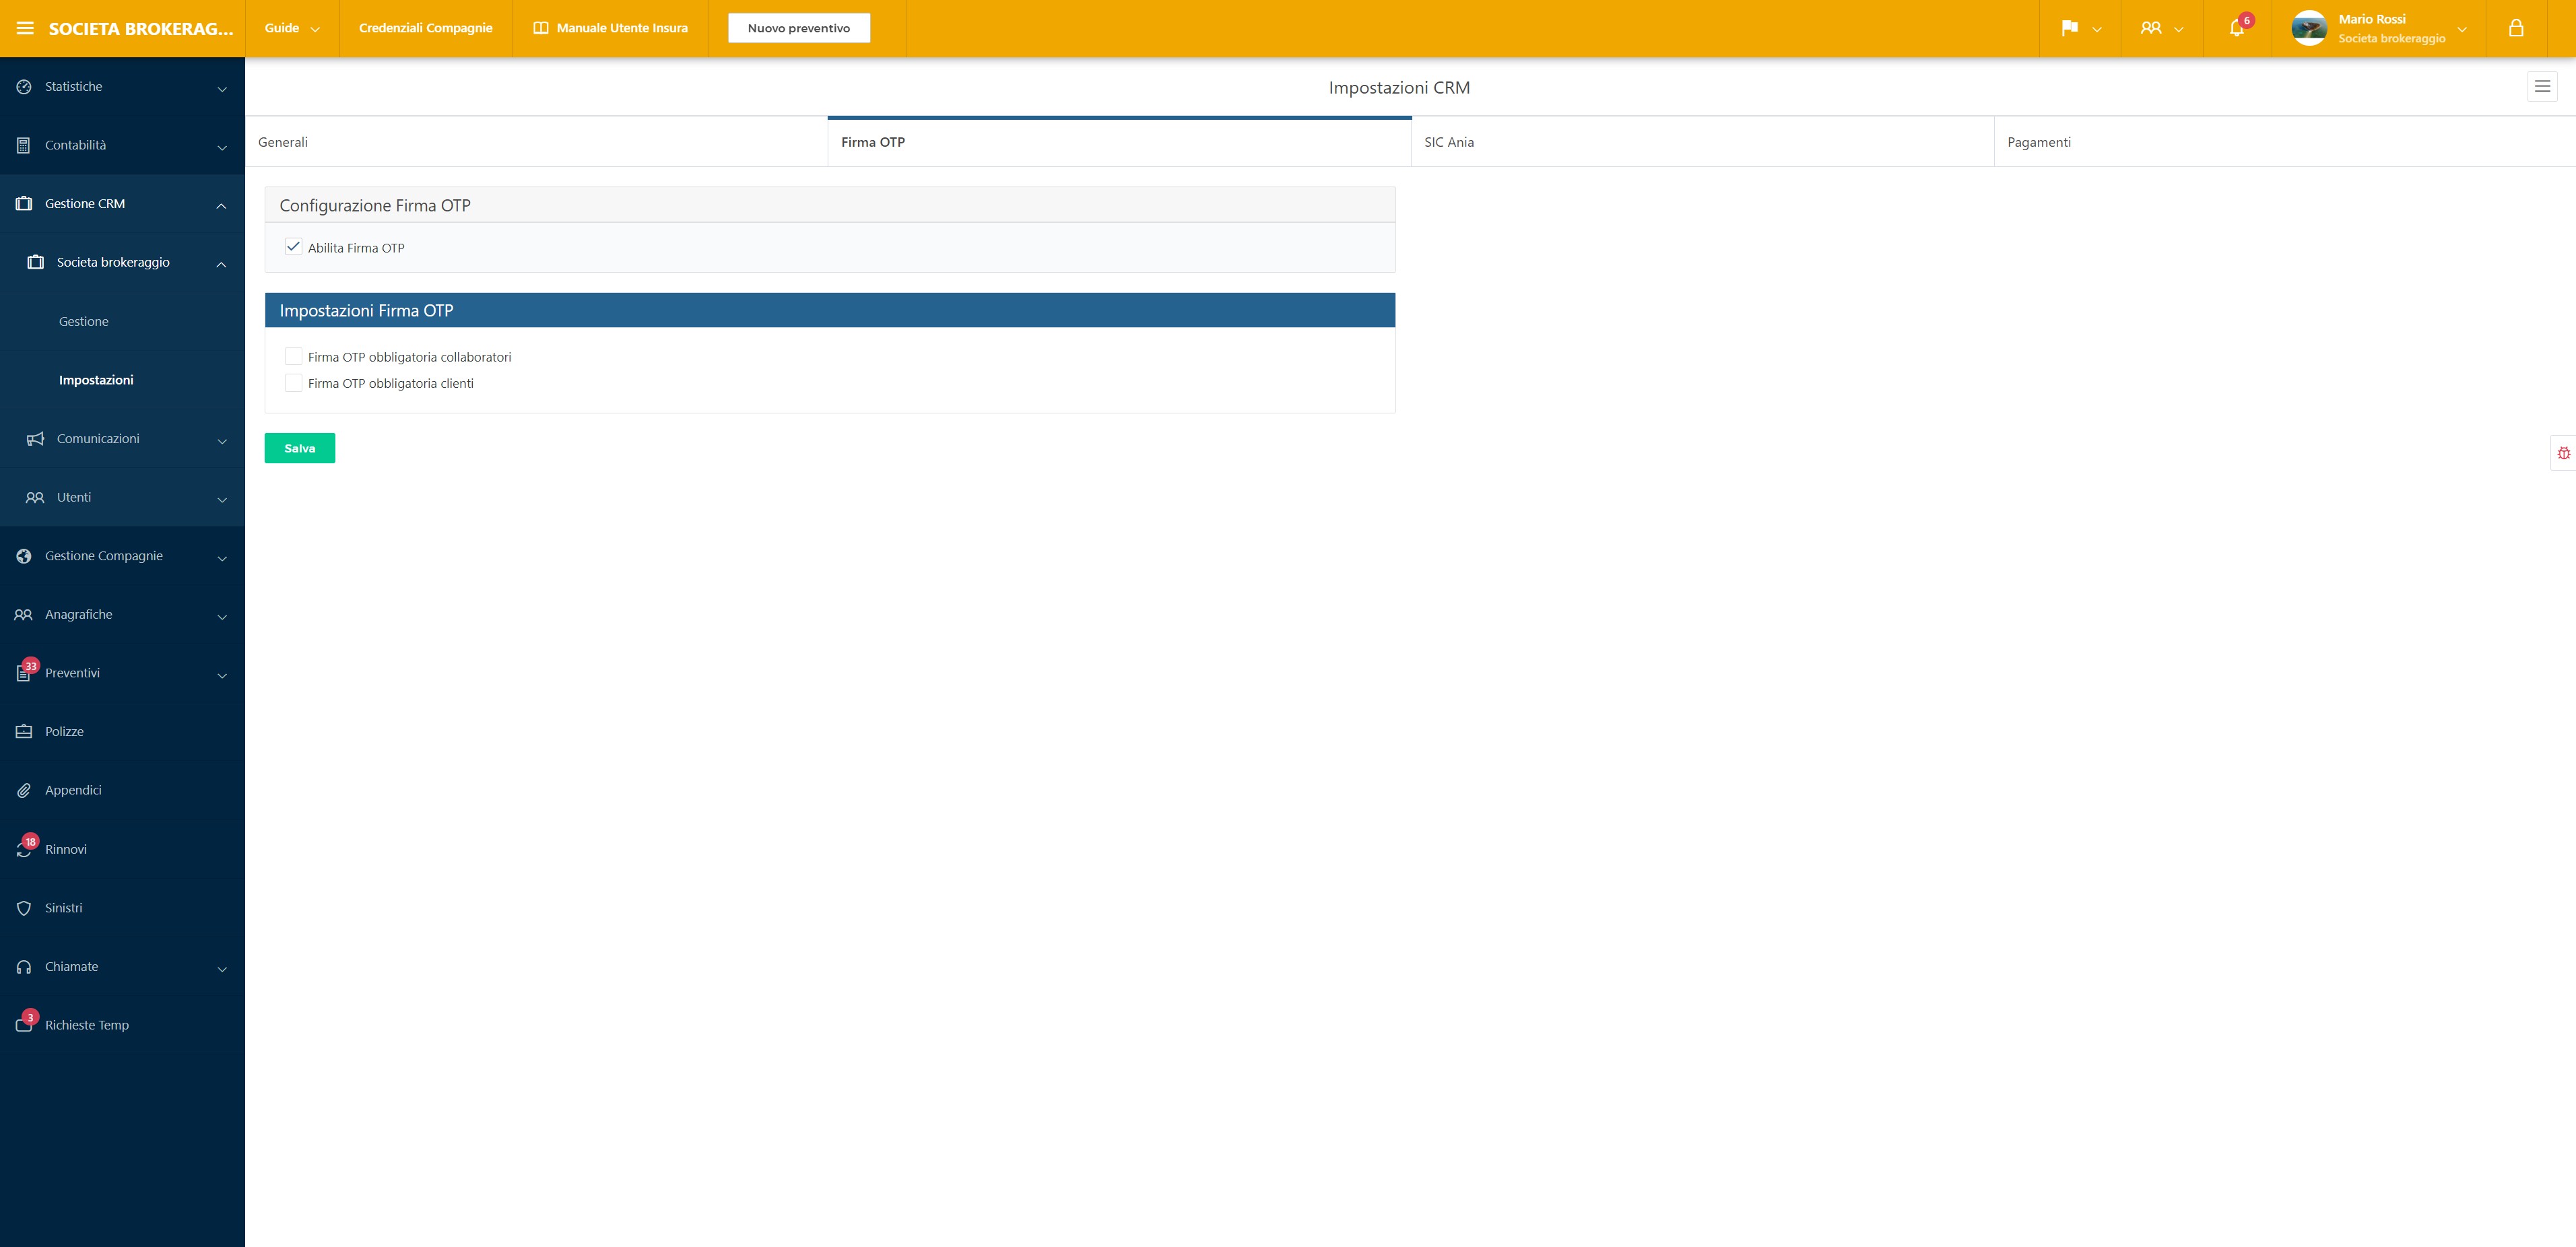 SOCIETA BROKERAG...
Guide
Credenziali Compagnie
Manuale Utente Insura
Nuovo preventivo
6
Mario Rossi
Societa brokeraggio
Statistiche
Contabilità
Gestione CRM
Societa brokeraggio
Gestione
Impostazioni
Comunicazioni
Utenti
Gestione Compagnie
Anagrafiche
33
Preventivi
Polizze
Appendici
18
Rinnovi
Sinistri
Chiamate
3
Richieste Temp
Impostazioni CRM
Generali
Firma OTP
SIC Ania
Pagamenti
Configurazione Firma OTP
Abilita Firma OTP
Impostazioni Firma OTP
Firma OTP obbligatoria collaboratori
Firma OTP obbligatoria clienti
Salva